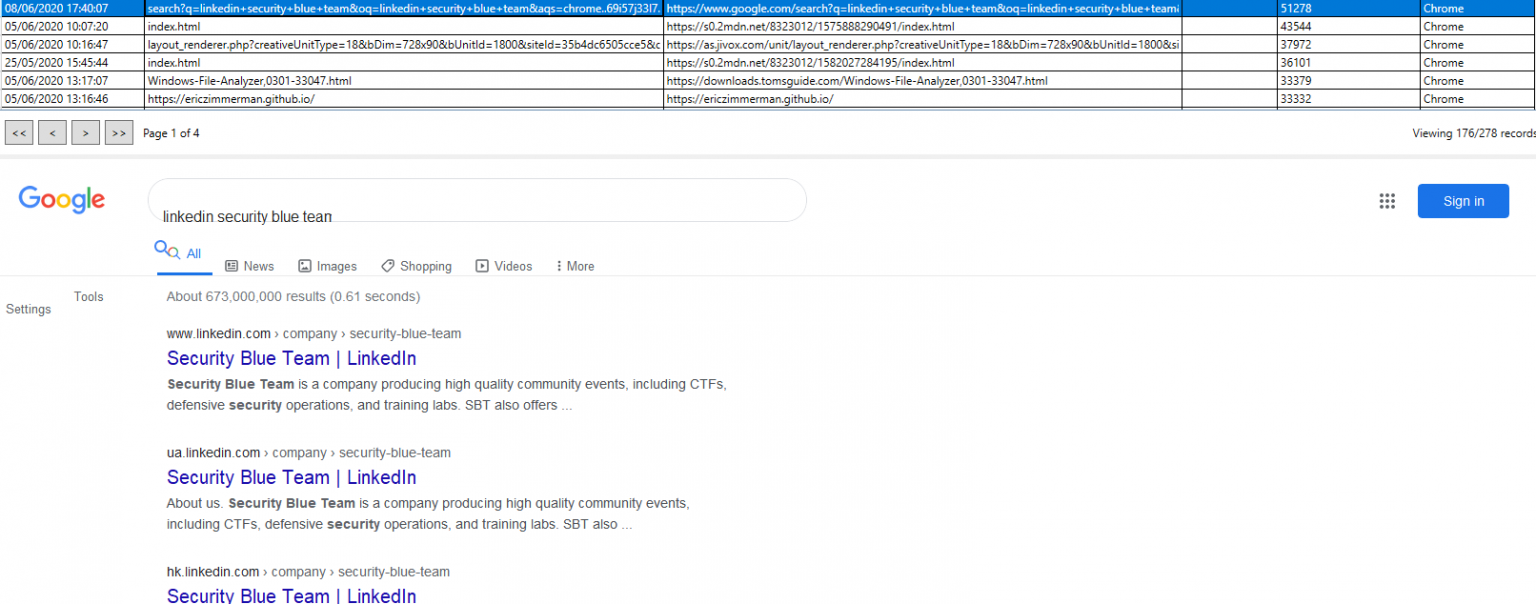 08/06/2020 17:40:07 search?q=linkedin+security+blue+team&oq=linkedin+security+blue+team&aqs=chrome..69i57j33l7. https://www.google.com/search?q=linkedin+security+blue+team&oq=linkedin+security+blue+team& 51278 Chrome
05/06/2020 10:07:20 index.html https://s0.2mdn.net/8323012/1575888290491/index.html 43544 Chrome
05/06/2020 10:16:47 layout_renderer.php?creativeUnitType=18&bDim=728x90&bUnitId=1800&siteId=35b4dc6505cce5&c https://as.jivox.com/unit/layout_renderer.php?creativeUnitType=18&bDim=728x90&bUnitId=1800&si 37972 Chrome
25/05/2020 15:45:44 index.html https://s0.2mdn.net/8323012/1582027284195/index.html 36101 Chrome
05/06/2020 13:17:07 Windows-File-Analyzer,0301-33047.html https://downloads.tomsguide.com/Windows-File-Analyzer,0301-33047.html 33379 Chrome
05/06/2020 13:16:46 https://ericzimmerman.github.io/ https://ericzimmerman.github.io/ 33332 Chrome
<< < > >> Page 1 of 4 Viewing 176/278 records
Google Sign in
linkedin security blue team
All News Images Shopping Videos More
Settings Tools
About 673,000,000 results (0.61 seconds)
www.linkedin.com › company › security-blue-team
Security Blue Team | LinkedIn
Security Blue Team is a company producing high quality community events, including CTFs,
defensive security operations, and training labs. SBT also offers ...
ua.linkedin.com › company › security-blue-team
Security Blue Team | LinkedIn
About us. Security Blue Team is a company producing high quality community events,
including CTFs, defensive security operations, and training labs. SBT also ...
hk.linkedin.com › company › security-blue-team
Security Blue Team | LinkedIn